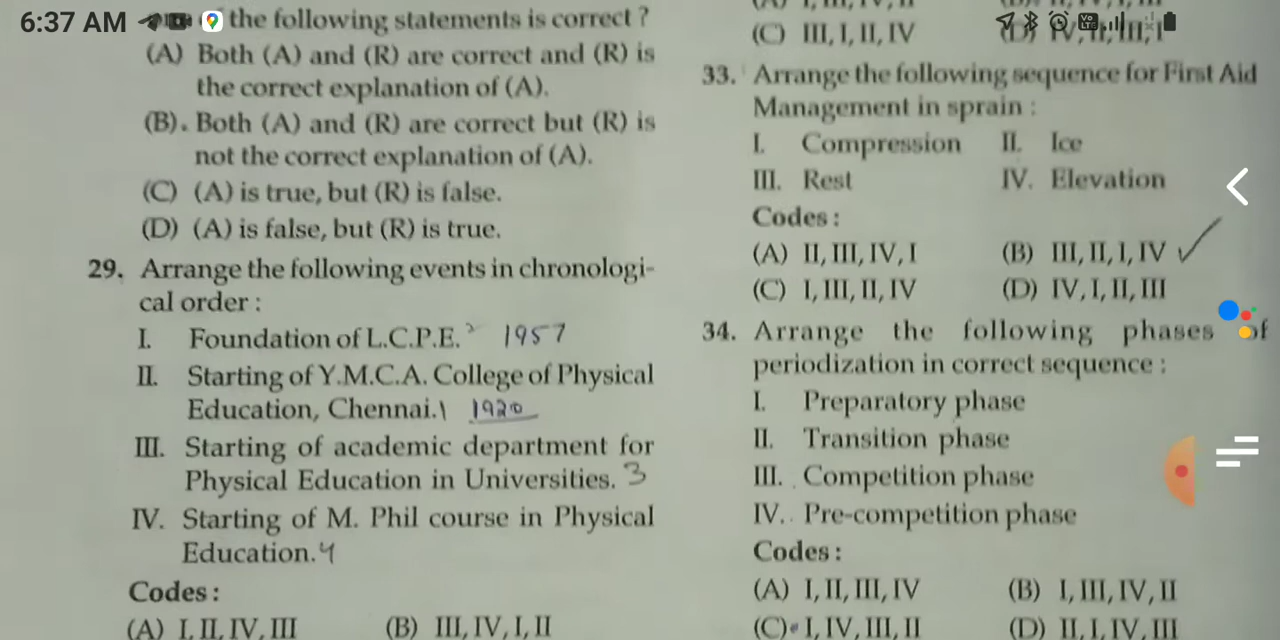 6:37 AM
the following statements is correct ?
(A) Both (A) and (R) are correct and (R) is
the correct explanation of (A).
(B). Both (A) and (R) are correct but (R) is
not the correct explanation of (A).
(C) (A) is true, but (R) is false.
(D) (A) is false, but (R) is true.
29. Arrange the following events in chronologi-
cal order :
I. Foundation of L.C.P.E. 2 1957
II. Starting of Y.M.C.A. College of Physical
Education, Chennai. 1 1920
III. Starting of academic department for
Physical Education in Universities. 3
IV. Starting of M. Phil course in Physical
Education. 4
Codes :
(A) I, II, IV, III (B) III, IV, I, II
(C) III, I, II, IV (D) IV, II, III, I
33. Arrange the following sequence for First Aid
Management in sprain :
I. Compression II. Ice
III. Rest IV. Elevation
Codes :
(A) II, III, IV, I (B) III, II, I, IV
(C) I, III, II, IV (D) IV, I, II, III
34. Arrange the following phases of
periodization in correct sequence :
I. Preparatory phase
II. Transition phase
III. Competition phase
IV. Pre-competition phase
Codes :
(A) I, II, III, IV (B) I, III, IV, II
(C) I, IV, III, II (D) II, I, IV, III